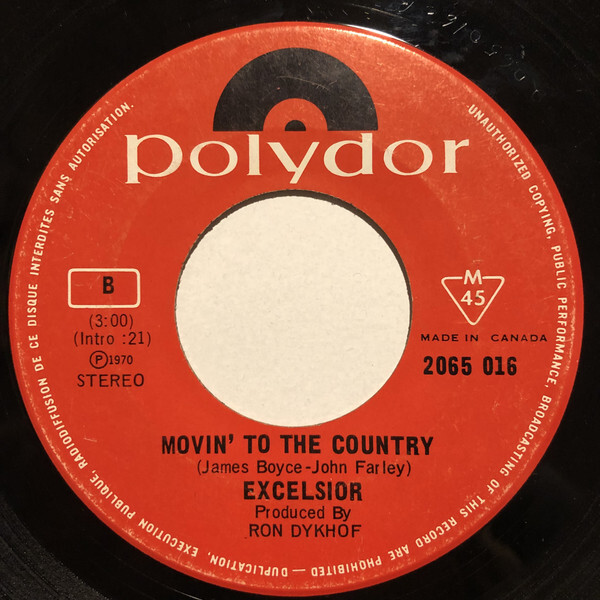 polydor
B
(3:00)
(Intro :21)
Ⓟ1970
STEREO
M
45
MADE IN CANADA
2065 016
MOVIN' TO THE COUNTRY
(James Boyce-John Farley)
EXCELSIOR
Produced By
RON DYKHOF
UNAUTHORIZED COPYING, PUBLIC PERFORMANCE, BROADCASTING OF THIS RECORD ARE PROHIBITED —
DUPLICATION, EXECUTION PUBLIQUE, RADIODIFFUSION DE CE DISQUE INTERDITES SANS AUTORISATION.